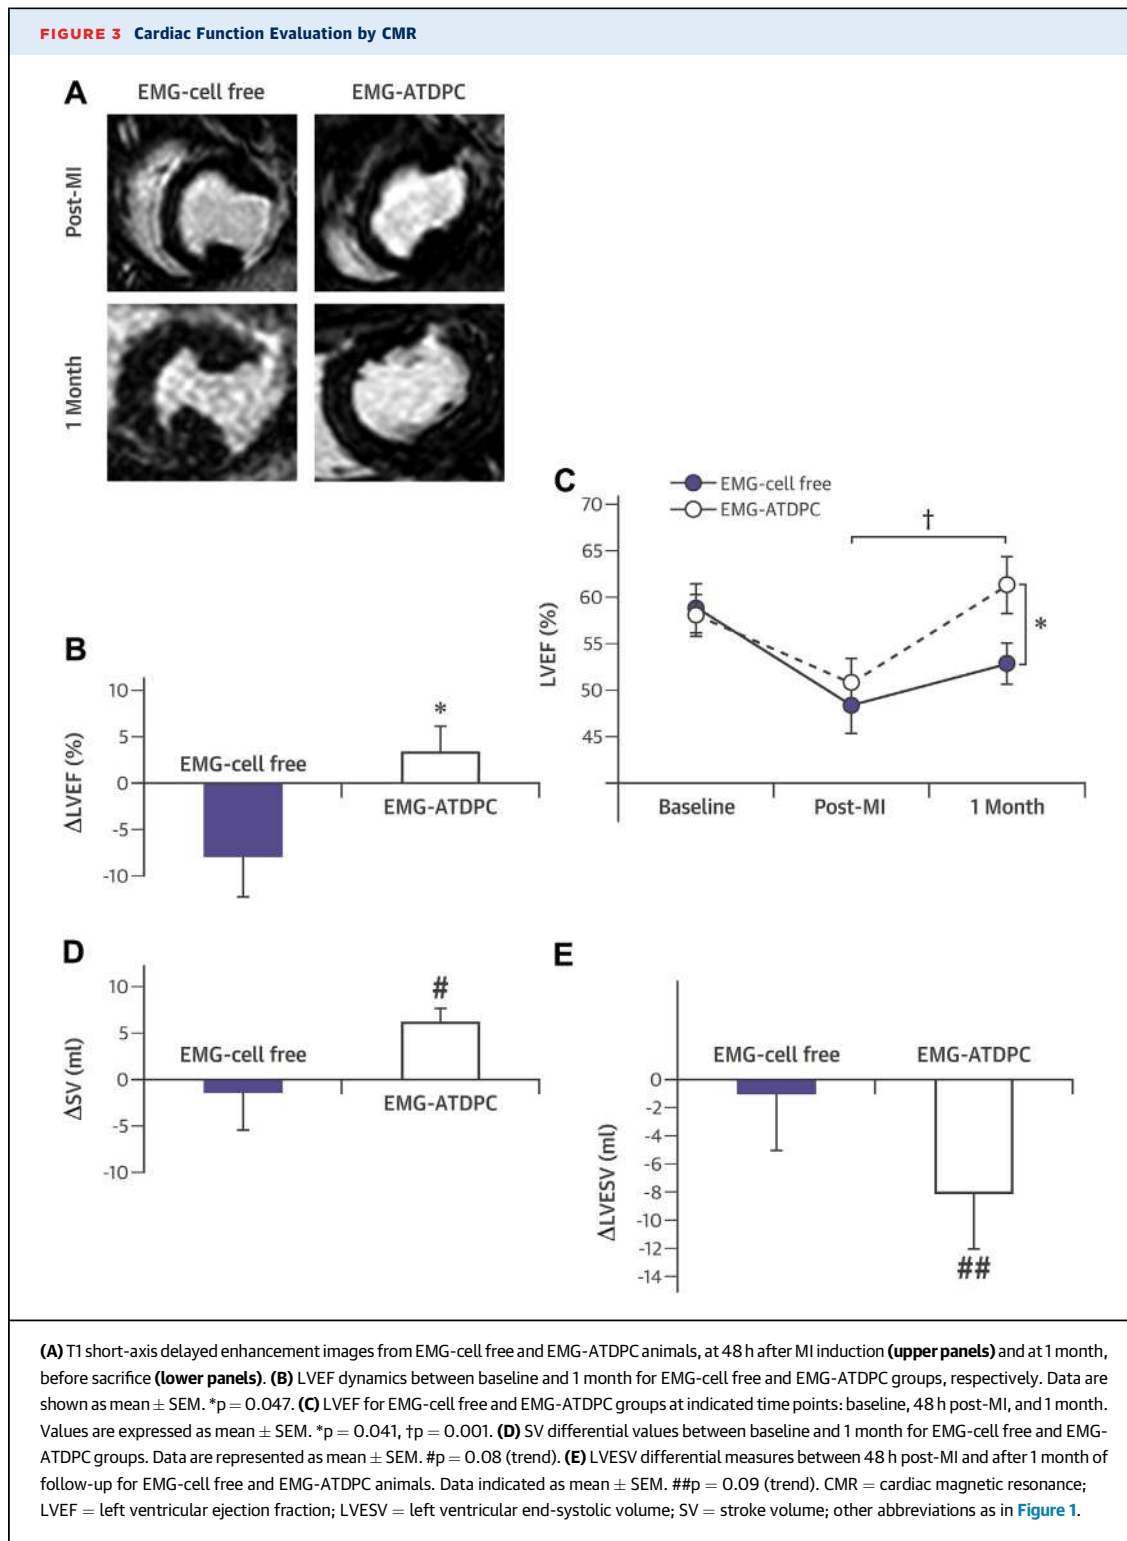 FIGURE 3 Cardiac Function Evaluation by CMR
A
EMG-cell free
EMG-ATDPC
Post-MI
1 Month
B
ΔLVEF (%)
10
5
0
-5
-10
EMG-cell free
*
EMG-ATDPC
C
EMG-cell free
EMG-ATDPC
LVEF (%)
70
65
60
55
50
45
†
*
Baseline
Post-MI
1 Month
D
ΔSV (ml)
10
5
0
-5
-10
EMG-cell free
#
EMG-ATDPC
E
ΔLVESV (ml)
EMG-cell free
EMG-ATDPC
0
-2
-4
-6
-8
-10
-12
-14
##
(A) T1 short-axis delayed enhancement images from EMG-cell free and EMG-ATDPC animals, at 48 h after MI induction (upper panels) and at 1 month,
before sacrifice (lower panels). (B) LVEF dynamics between baseline and 1 month for EMG-cell free and EMG-ATDPC groups, respectively. Data are
shown as mean ± SEM. *p = 0.047. (C) LVEF for EMG-cell free and EMG-ATDPC groups at indicated time points: baseline, 48 h post-MI, and 1 month.
Values are expressed as mean ± SEM. *p = 0.041, †p = 0.001. (D) SV differential values between baseline and 1 month for EMG-cell free and EMG-
ATDPC groups. Data are represented as mean ± SEM. #p = 0.08 (trend). (E) LVESV differential measures between 48 h post-MI and after 1 month of
follow-up for EMG-cell free and EMG-ATDPC animals. Data indicated as mean ± SEM. ##p = 0.09 (trend). CMR = cardiac magnetic resonance;
LVEF = left ventricular ejection fraction; LVESV = left ventricular end-systolic volume; SV = stroke volume; other abbreviations as in Figure 1.